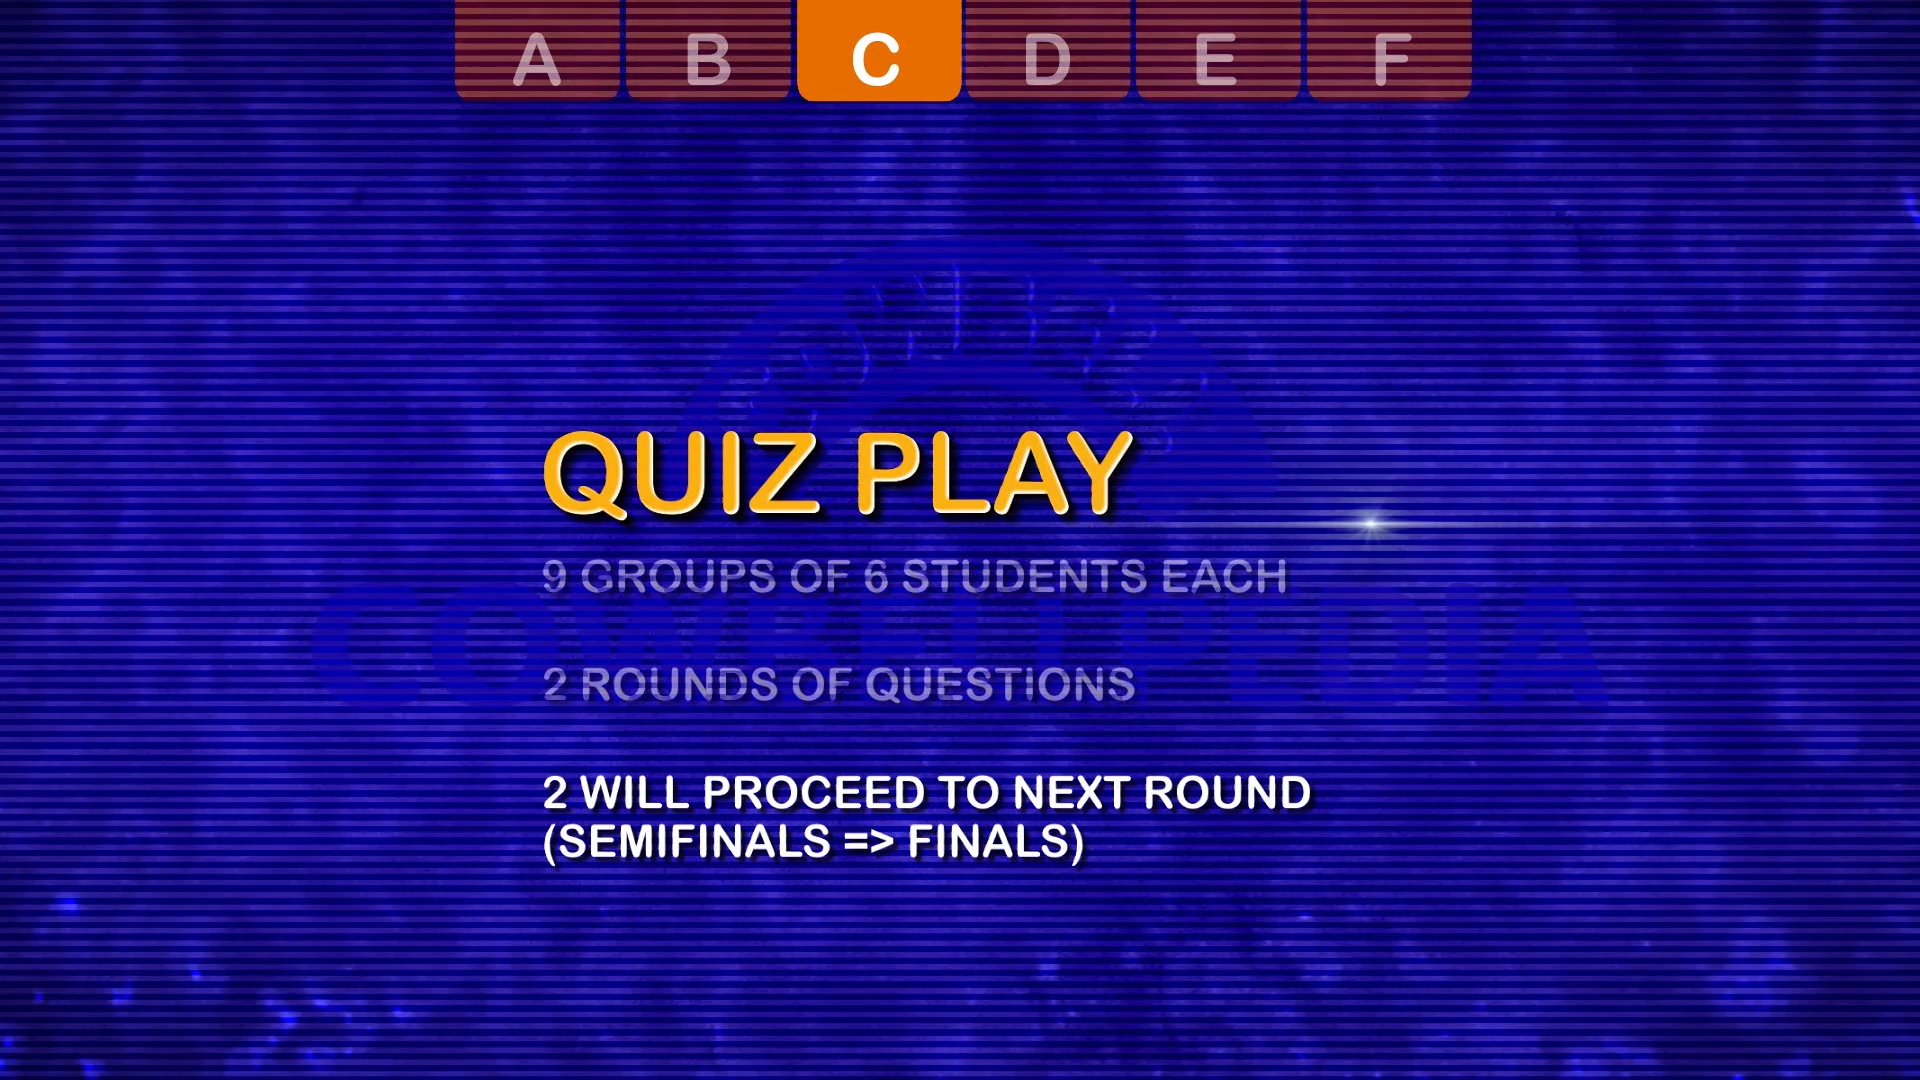 A B C D E F
QUIZ PLAY
9 GROUPS OF 6 STUDENTS EACH
2 ROUNDS OF QUESTIONS
2 WILL PROCEED TO NEXT ROUND
(SEMIFINALS => FINALS)